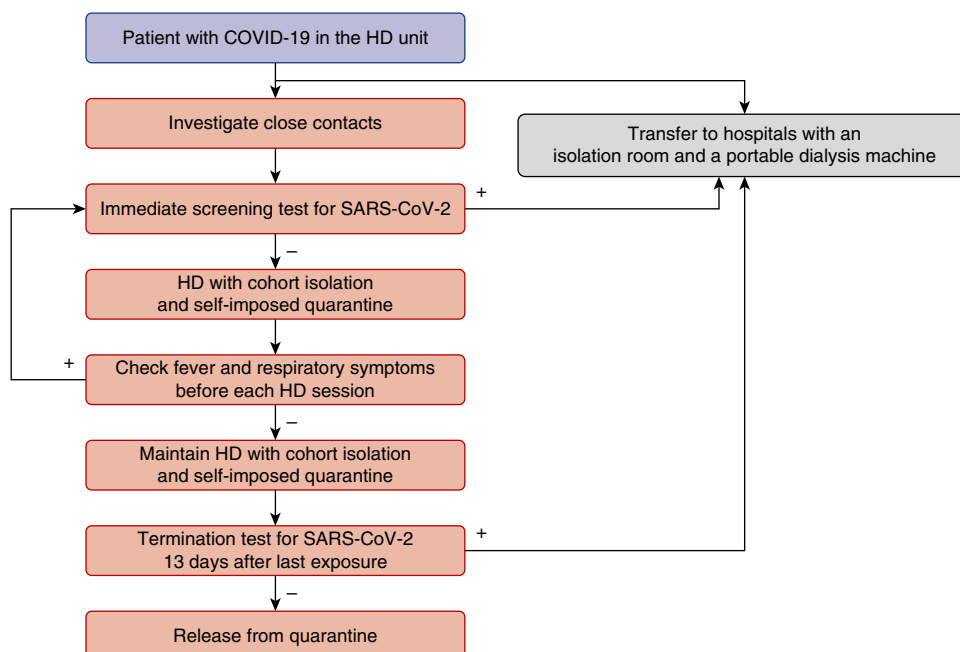 Patient with COVID-19 in the HD unit
Investigate close contacts
Transfer to hospitals with an
isolation room and a portable dialysis machine
Immediate screening test for SARS-CoV-2
+
–
HD with cohort isolation
and self-imposed quarantine
+
Check fever and respiratory symptoms
before each HD session
–
Maintain HD with cohort isolation
and self-imposed quarantine
Termination test for SARS-CoV-2
13 days after last exposure
+
–
Release from quarantine